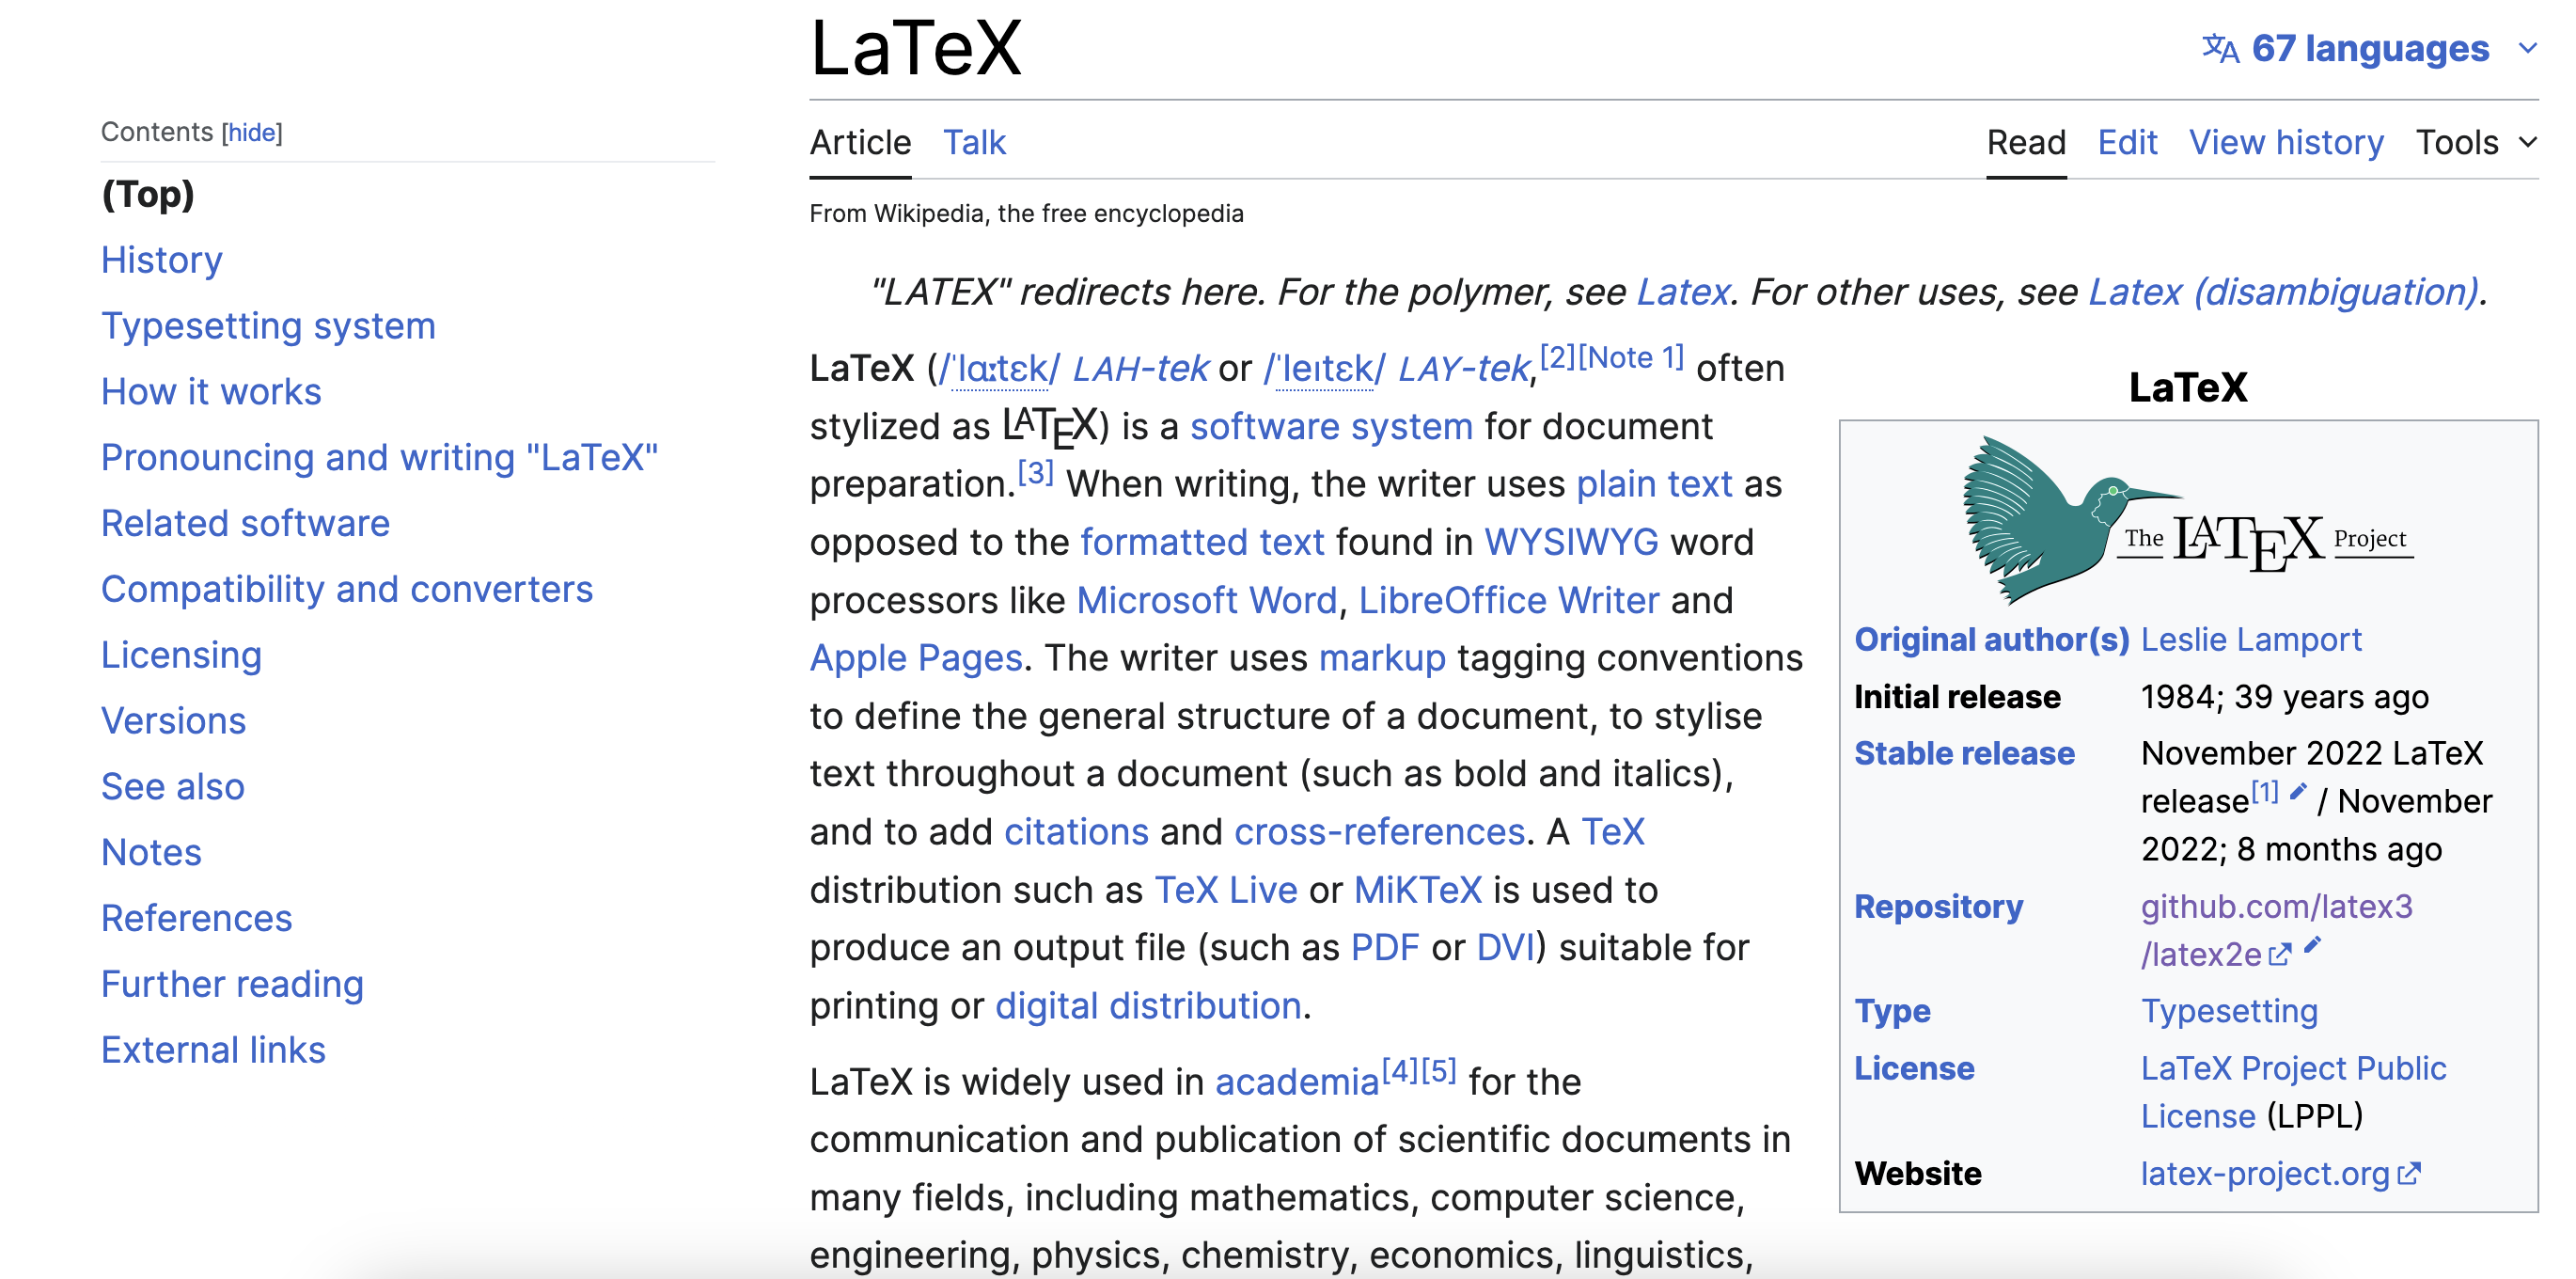 LaTeX
67 languages
Contents [hide]
(Top)
History
Typesetting system
How it works
Pronouncing and writing "LaTeX"
Related software
Compatibility and converters
Licensing
Versions
See also
Notes
References
Further reading
External links
Article Talk
Read Edit View history Tools
From Wikipedia, the free encyclopedia
"LATEX" redirects here. For the polymer, see Latex. For other uses, see Latex (disambiguation).
LaTeX (/ˈlɑːtɛk/ LAH-tek or /ˈleɪtɛk/ LAY-tek,[2][Note 1] often
stylized as LATEX) is a software system for document
preparation.[3] When writing, the writer uses plain text as
opposed to the formatted text found in WYSIWYG word
processors like Microsoft Word, LibreOffice Writer and
Apple Pages. The writer uses markup tagging conventions
to define the general structure of a document, to stylise
text throughout a document (such as bold and italics),
and to add citations and cross-references. A TeX
distribution such as TeX Live or MiKTeX is used to
produce an output file (such as PDF or DVI) suitable for
printing or digital distribution.
LaTeX is widely used in academia[4][5] for the
communication and publication of scientific documents in
many fields, including mathematics, computer science,
engineering, physics, chemistry, economics, linguistics,
LaTeX
The LATEX Project
Original author(s) Leslie Lamport
Initial release 1984; 39 years ago
Stable release November 2022 LaTeX
release[1] / November
2022; 8 months ago
Repository github.com/latex3
/latex2e
Type Typesetting
License LaTeX Project Public
License (LPPL)
Website latex-project.org